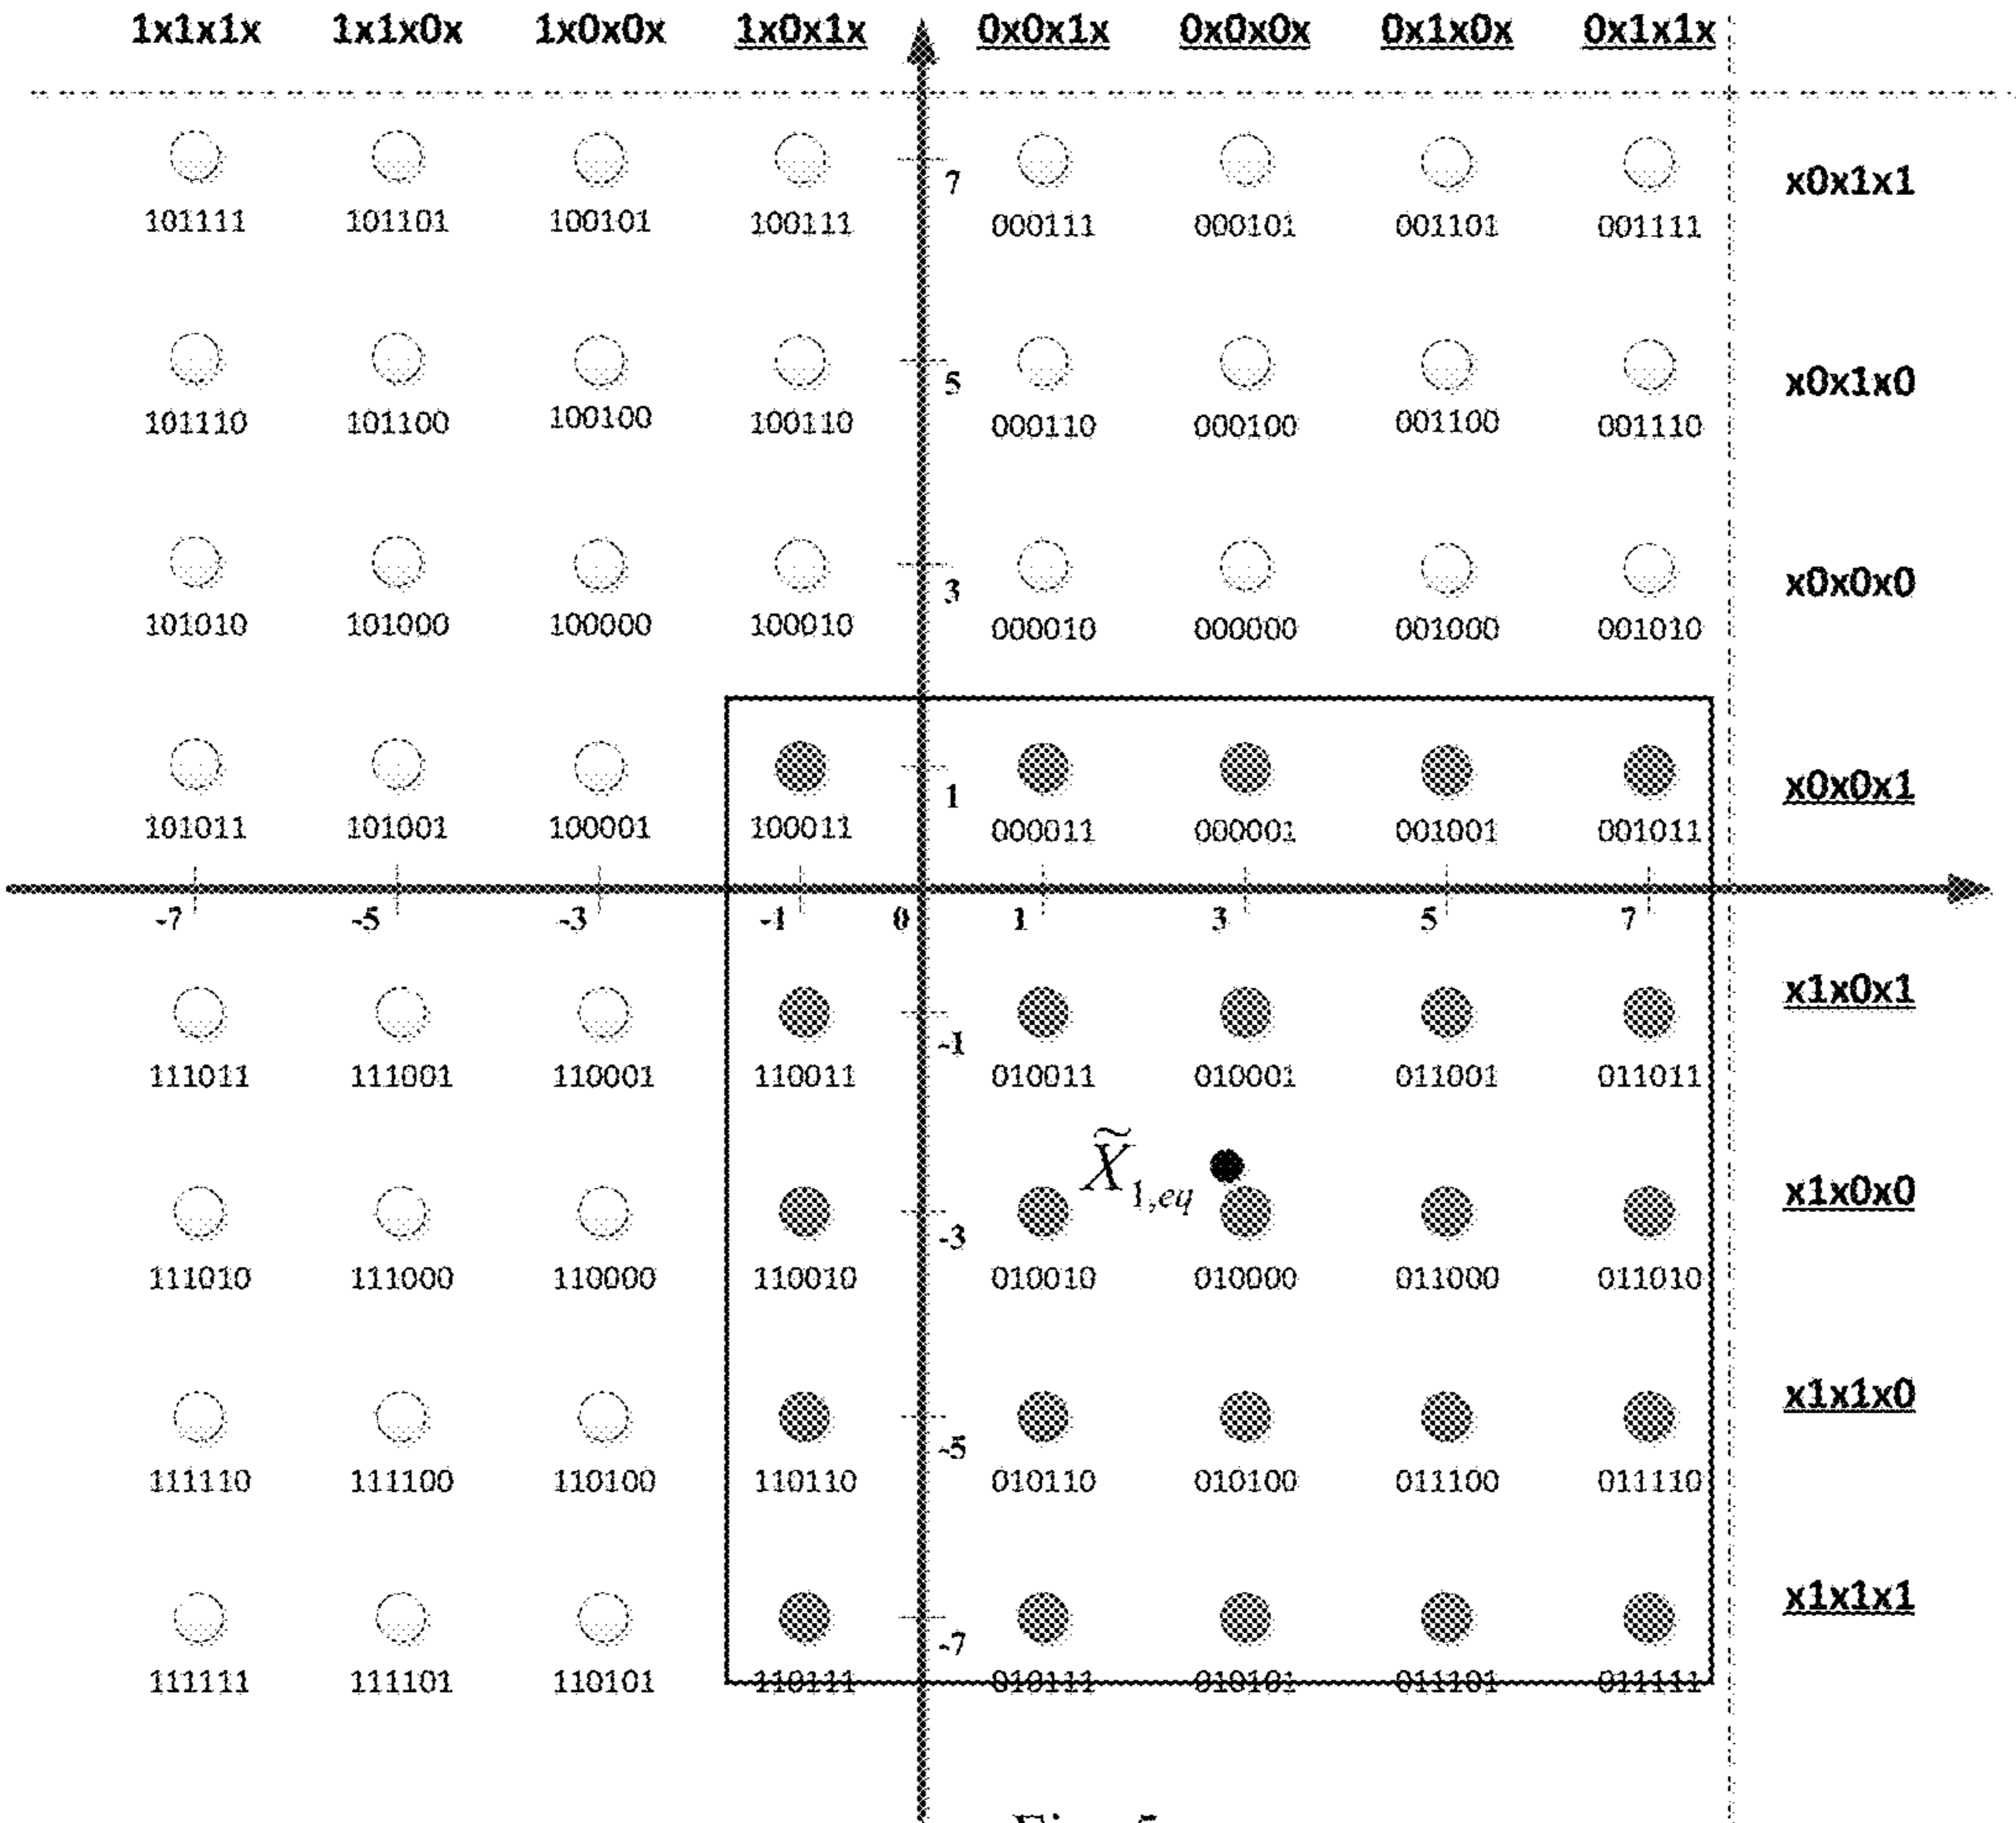 1x1x1x 1x1x0x 1x0x0x 1x0x1x 0x0x1x 0x0x0x 0x1x0x 0x1x1x
7 x0x1x1
101111 101101 100101 100111 000111 000101 001101 001111
5 x0x1x0
101110 101100 100100 100110 000110 000100 001100 001110
3 x0x0x0
101010 101000 100000 100010 000010 000000 001000 001010
1 x0x0x1
101011 101001 100001 100011 000011 000001 001001 001011
-7 -5 -3 -1 0 1 3 5 7
x1x0x1
-1
111011 111001 110001 110011 010011 010001 011001 011011
X̃1,eq x1x0x0
-3
111010 111000 110000 110010 010010 010000 011000 011010
x1x1x0
-5
111110 111100 110100 110110 010110 010100 011100 011110
x1x1x1
-7
111111 111101 110101 110111 010111 010101 011101 011111